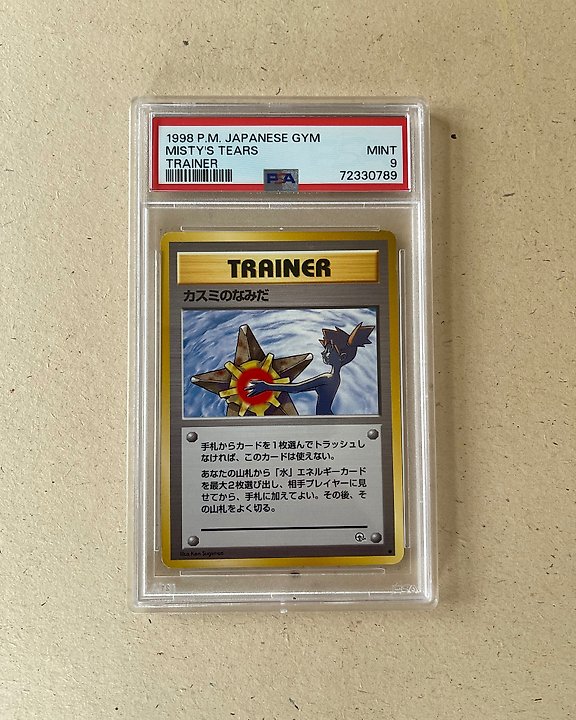 1998 P.M. JAPANESE GYM
MISTY'S TEARS MINT
TRAINER 9
PSA 72330789
TRAINER
カスミのなみだ
手札からカードを1枚選んでトラッシュし
なければ、このカードは使えない。
あなたの山札から「水」エネルギーカード
を最大2枚選び出し、相手プレイヤーに見
せてから、手札に加えてよい。その後、そ
の山札をよく切る。
Illus. Ken Sugimori